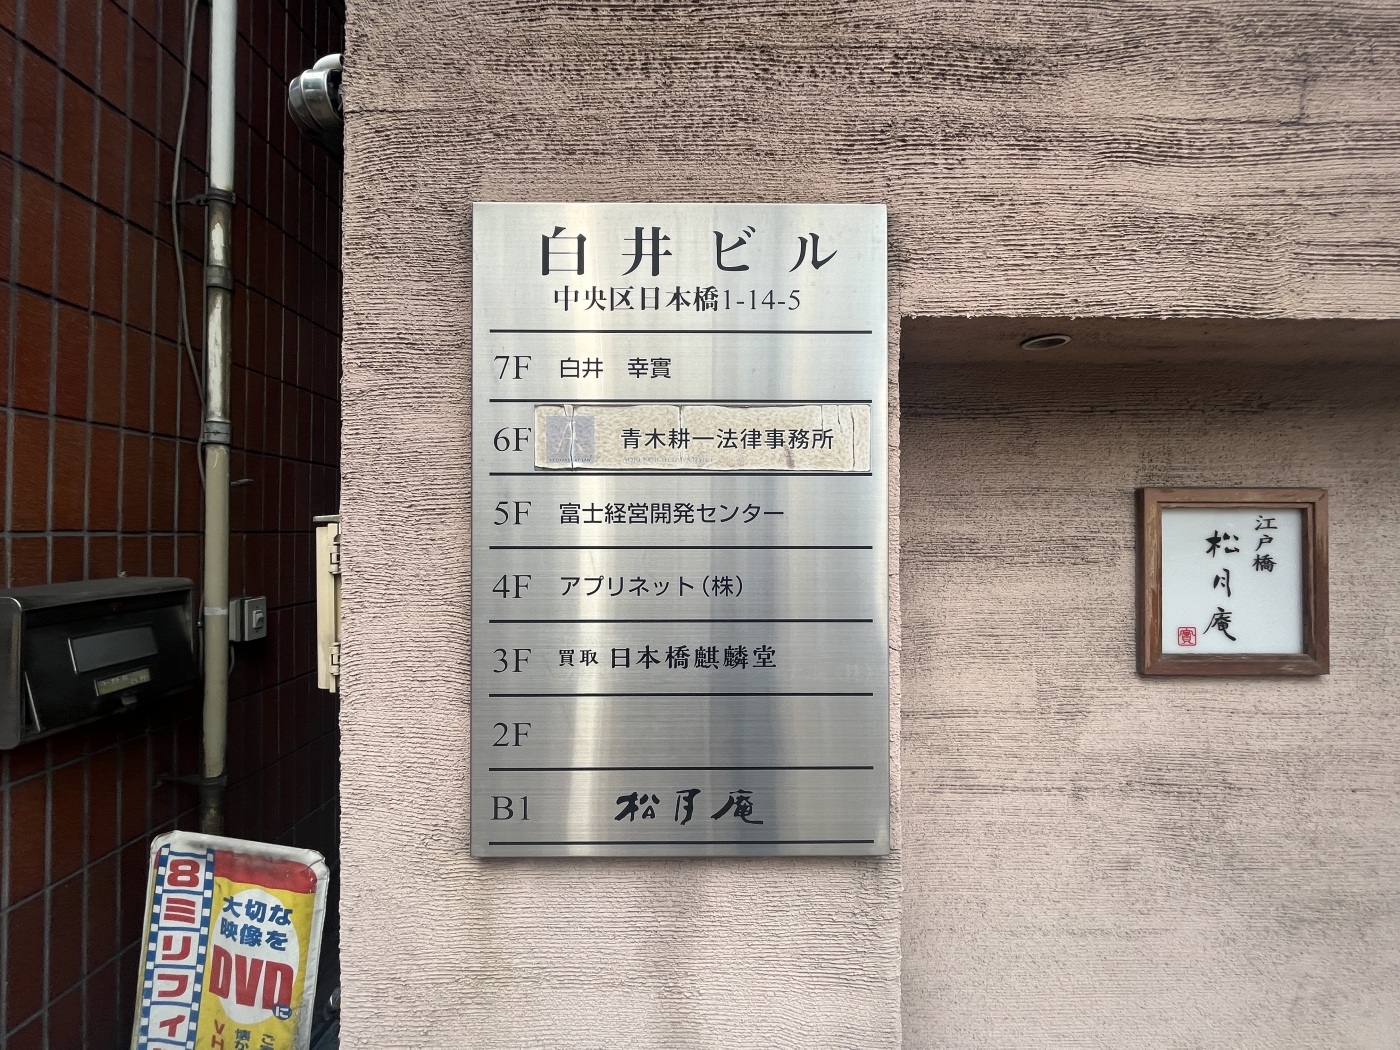 白井ビル
中央区日本橋1-14-5
7F 白井 幸實
6F 青木耕一法律事務所
5F 富士経営開発センター
4F アプリネット(株)
3F 買取 日本橋麒麟堂
2F
B1 松月庵
江戸橋
松月庵
實
8ミリフィ
大切な
映像を
DVDに
VH
懐か